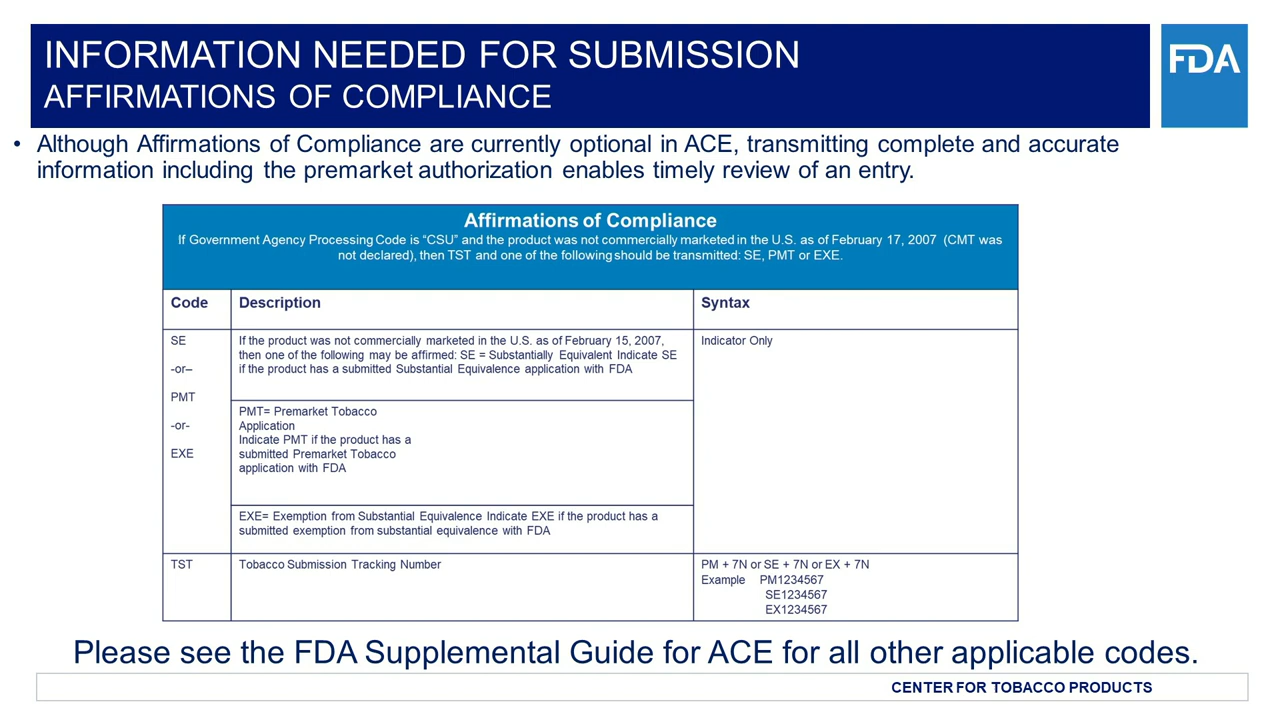 INFORMATION NEEDED FOR SUBMISSION
AFFIRMATIONS OF COMPLIANCE
FDA
• Although Affirmations of Compliance are currently optional in ACE, transmitting complete and accurate
information including the premarket authorization enables timely review of an entry.
Affirmations of Compliance
If Government Agency Processing Code is “CSU” and the product was not commercially marketed in the U.S. as of February 17, 2007 (CMT was
not declared), then TST and one of the following should be transmitted: SE, PMT or EXE.
Code
Description
Syntax
SE
-or–
PMT
-or-
EXE
If the product was not commercially marketed in the U.S. as of February 15, 2007,
then one of the following may be affirmed: SE = Substantially Equivalent Indicate SE
if the product has a submitted Substantial Equivalence application with FDA
Indicator Only
PMT= Premarket Tobacco
Application
Indicate PMT if the product has a
submitted Premarket Tobacco
application with FDA
EXE= Exemption from Substantial Equivalence Indicate EXE if the product has a
submitted exemption from substantial equivalence with FDA
TST
Tobacco Submission Tracking Number
PM + 7N or SE + 7N or EX + 7N
Example PM1234567
SE1234567
EX1234567
Please see the FDA Supplemental Guide for ACE for all other applicable codes.
CENTER FOR TOBACCO PRODUCTS